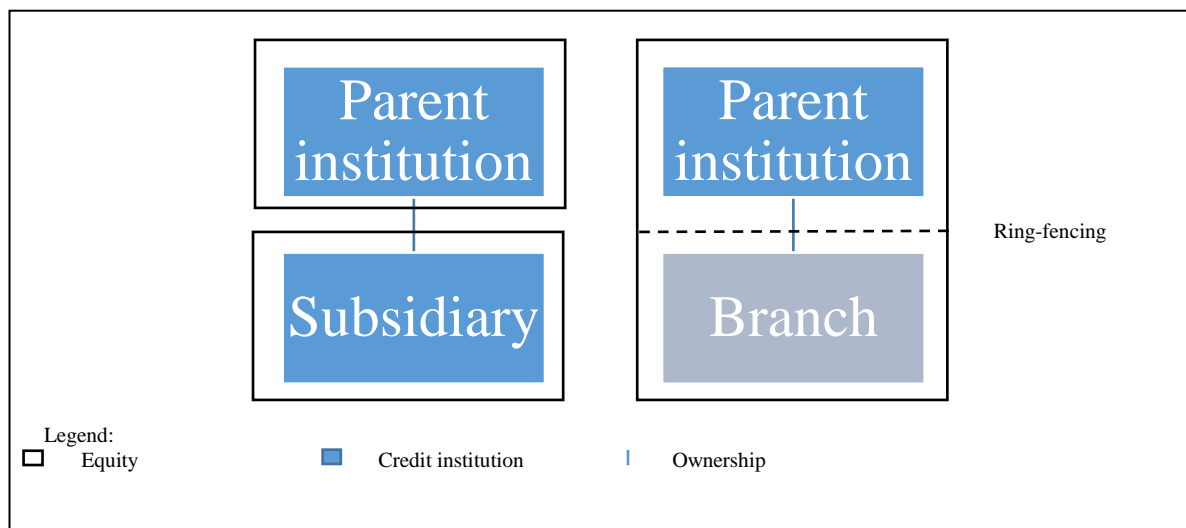 Parent
institution
Parent
institution
Ring-fencing
Subsidiary
Branch
Legend:
Equity
Credit institution
Ownership